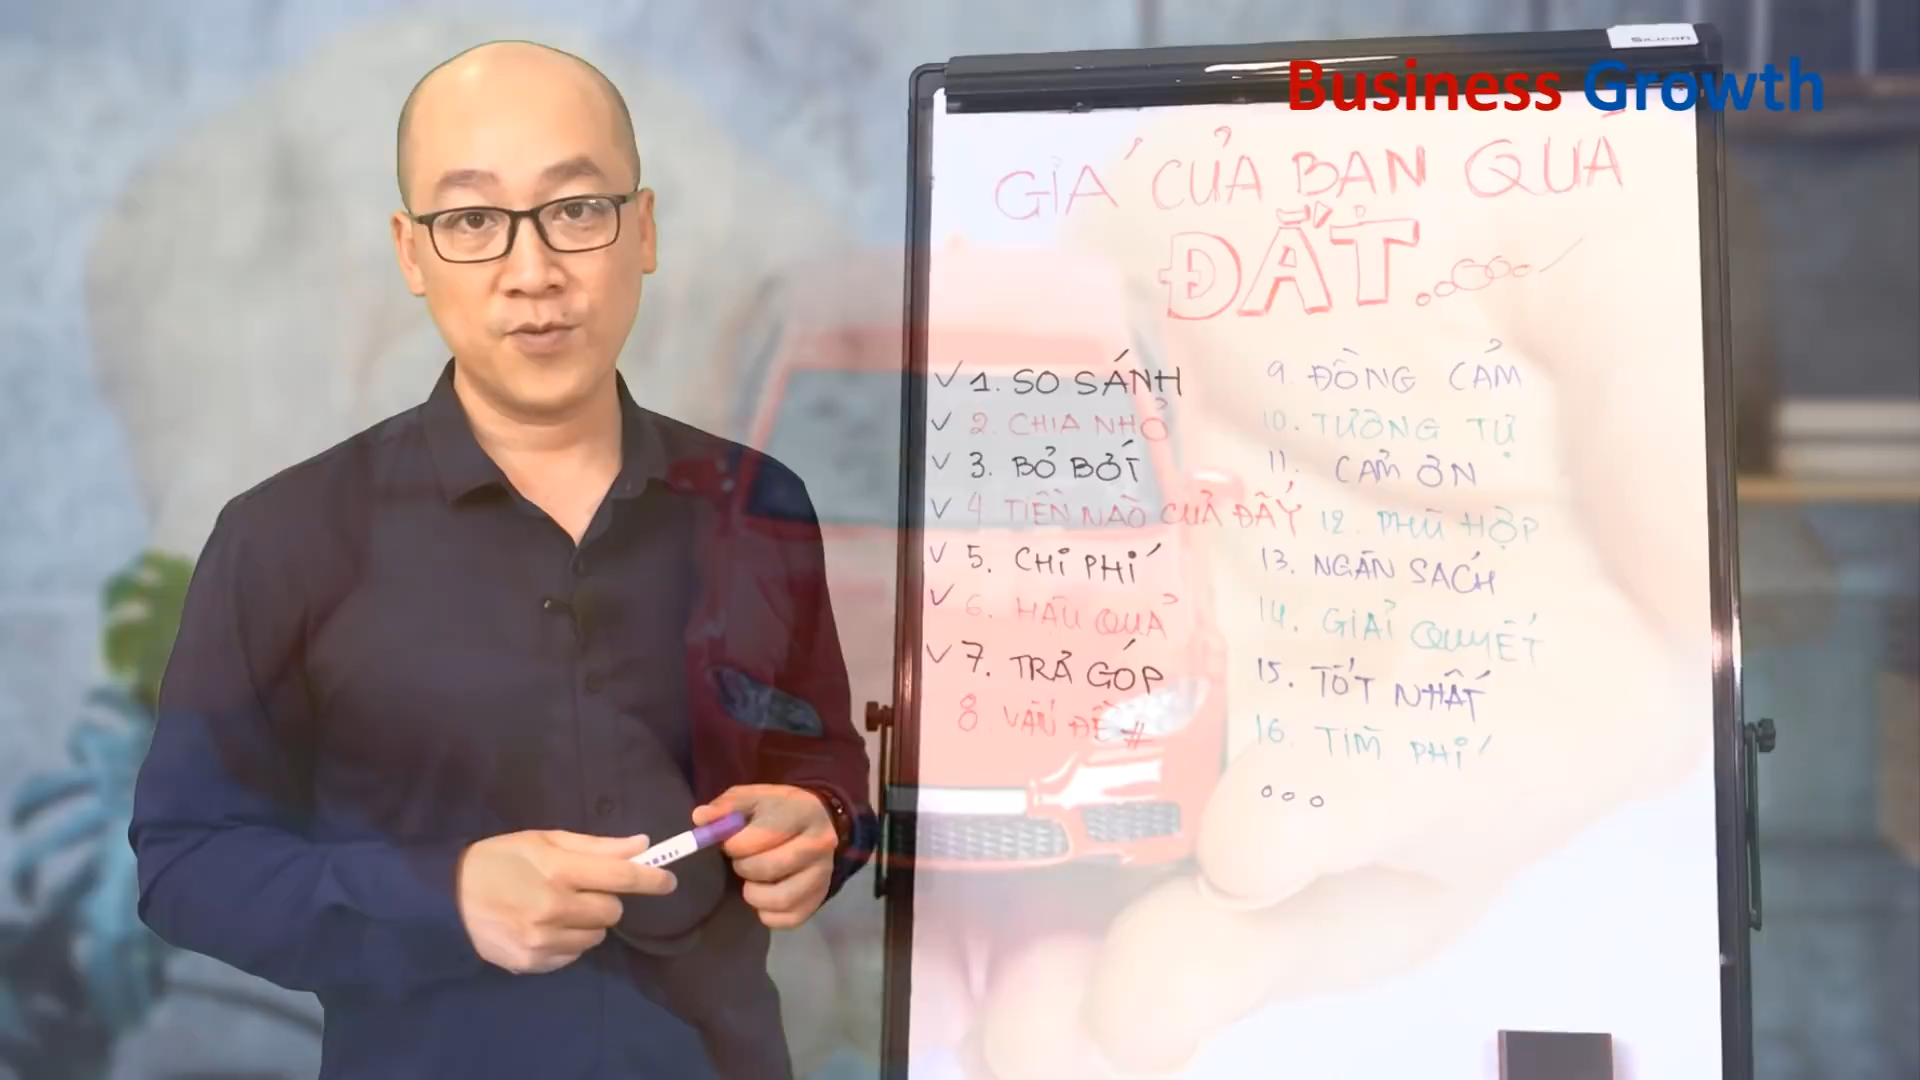 Silicon
Business Growth
GIÁ CỦA BẠN QUÁ
ĐẮT...
✓ 1. SO SÁNH
✓ 2. CHIA NHỎ
✓ 3. BỎ BỚT
✓ 4. TIỀN NÀO CỦA ĐẤY
✓ 5. CHI PHÍ
✓ 6. HẬU QUẢ
✓ 7. TRẢ GÓP
8. VẤN ĐỀ #
9. ĐỒNG CẢM
10. TƯƠNG TỰ
11. CẢM ƠN
12. PHÙ HỢP
13. NGÂN SÁCH
14. GIẢI QUYẾT
15. TỐT NHẤT
16. TÍNH PHÍ
...